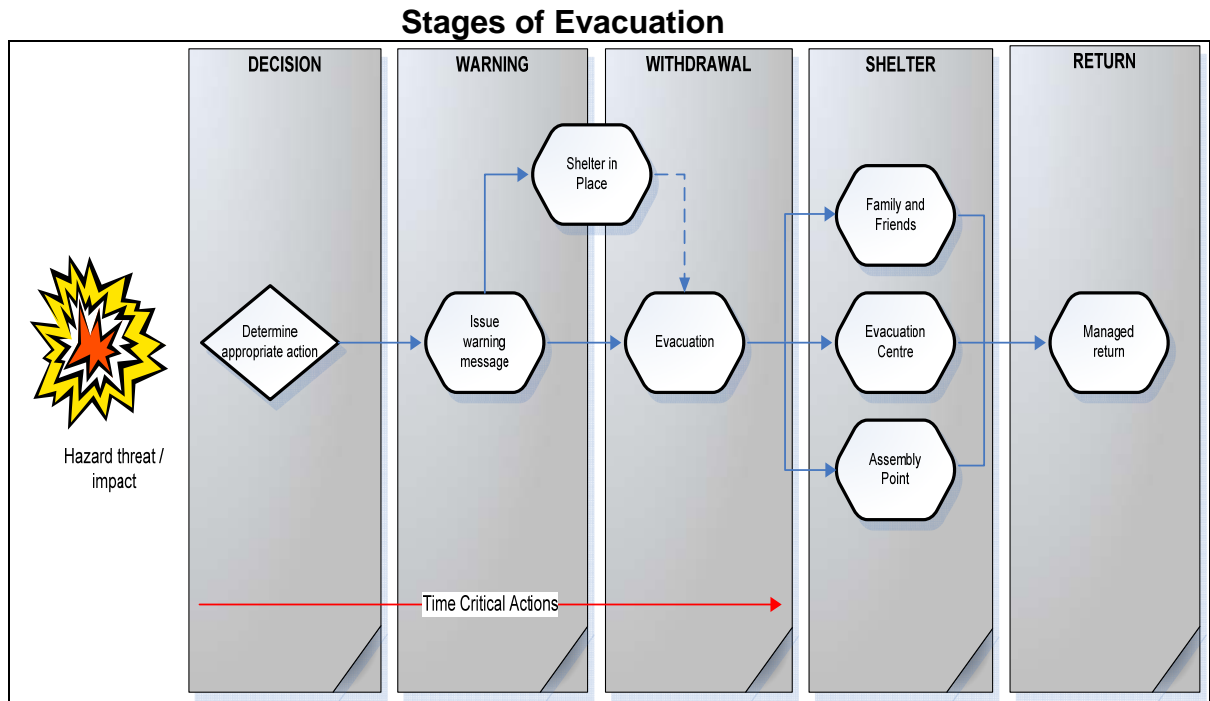 Stages of Evacuation
DECISION
WARNING
WITHDRAWAL
SHELTER
RETURN
Shelter in
Place
Family and
Friends
Determine
appropriate action
Issue
warning
message
Evacuation
Evacuation
Centre
Managed
return
Hazard threat /
impact
Assembly
Point
Time Critical Actions